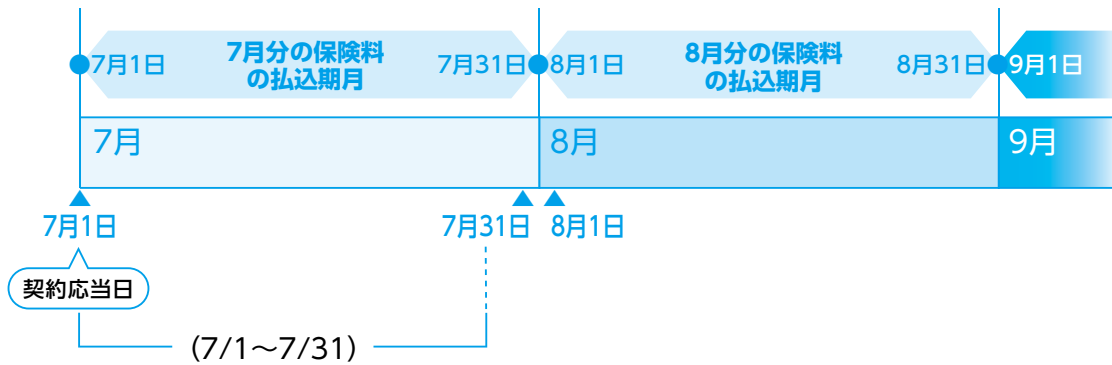 7月1日
7月分の保険料
の払込期月
7月31日
8月1日
8月分の保険料
の払込期月
8月31日
9月1日
7月
8月
9月
7月1日
7月31日
8月1日
契約応当日
(7/1〜7/31)